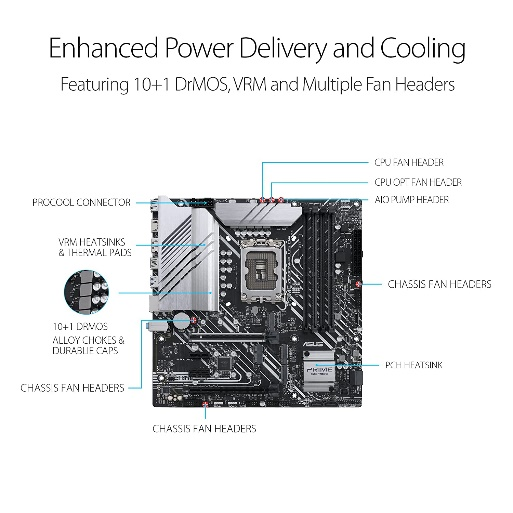 Enhanced Power Delivery and Cooling
Featuring 10+1 DrMOS, VRM and Multiple Fan Headers
CPU FAN HEADER
CPU OPT FAN HEADER
AIO PUMP HEADER
PROCOOL CONNECTOR
VRM HEATSINKS
& THERMAL PADS
CHASSIS FAN HEADERS
10+1 DRMOS
ALLOY CHOKES &
DURABLE CAPS
PCH HEATSINK
CHASSIS FAN HEADERS
CHASSIS FAN HEADERS
ASUS
PRIME